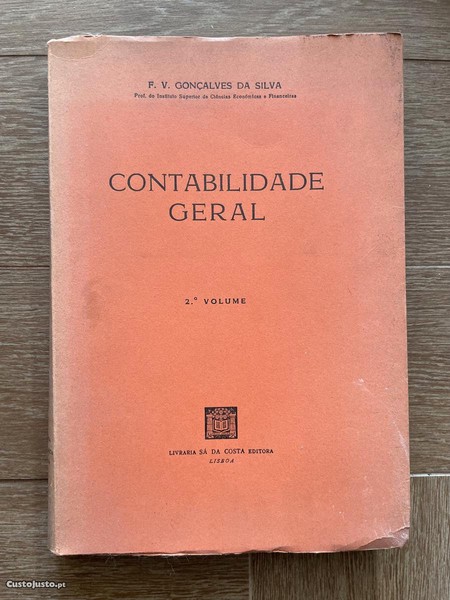 F. V. GONÇALVES DA SILVA
Prof. do Instituto Superior de Ciências Económicas e Financeiras
CONTABILIDADE
GERAL
2.º VOLUME
LIVRARIA SÁ DA COSTA EDITORA
LISBOA
Custojusto.pt